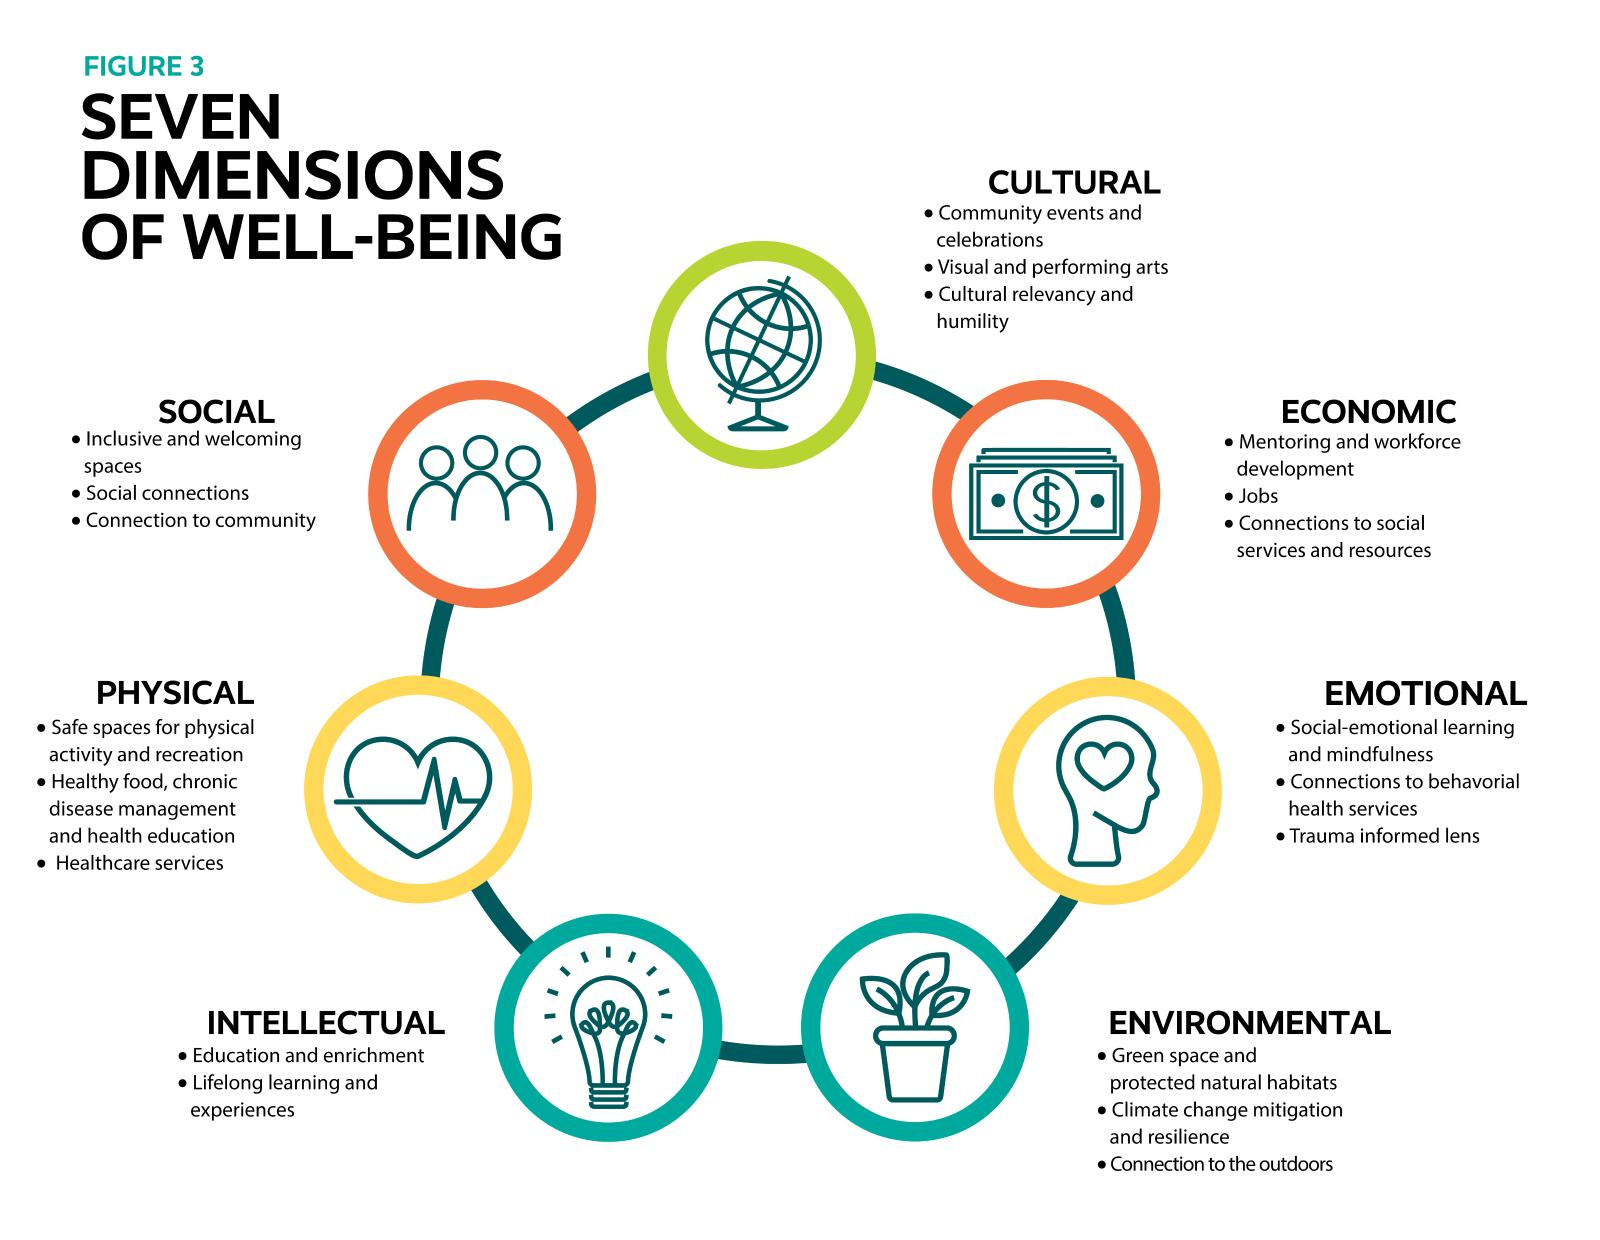 FIGURE 3
SEVEN
DIMENSIONS
OF WELL-BEING
CULTURAL
• Community events and
celebrations
• Visual and performing arts
• Cultural relevancy and
humility
ECONOMIC
• Mentoring and workforce
development
• Jobs
• Connections to social
services and resources
EMOTIONAL
• Social-emotional learning
and mindfulness
• Connections to behavorial
health services
• Trauma informed lens
ENVIRONMENTAL
• Green space and
protected natural habitats
• Climate change mitigation
and resilience
• Connection to the outdoors
INTELLECTUAL
• Education and enrichment
• Lifelong learning and
experiences
PHYSICAL
• Safe spaces for physical
activity and recreation
• Healthy food, chronic
disease management
and health education
• Healthcare services
SOCIAL
• Inclusive and welcoming
spaces
• Social connections
• Connection to community
$